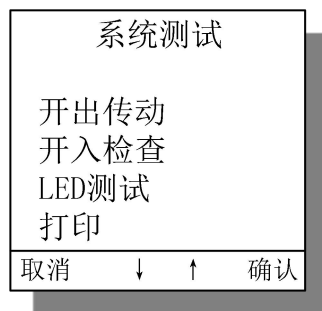 系统测试
开出传动
开入检查
LED测试
打印
取消 ↓ ↑ 确认